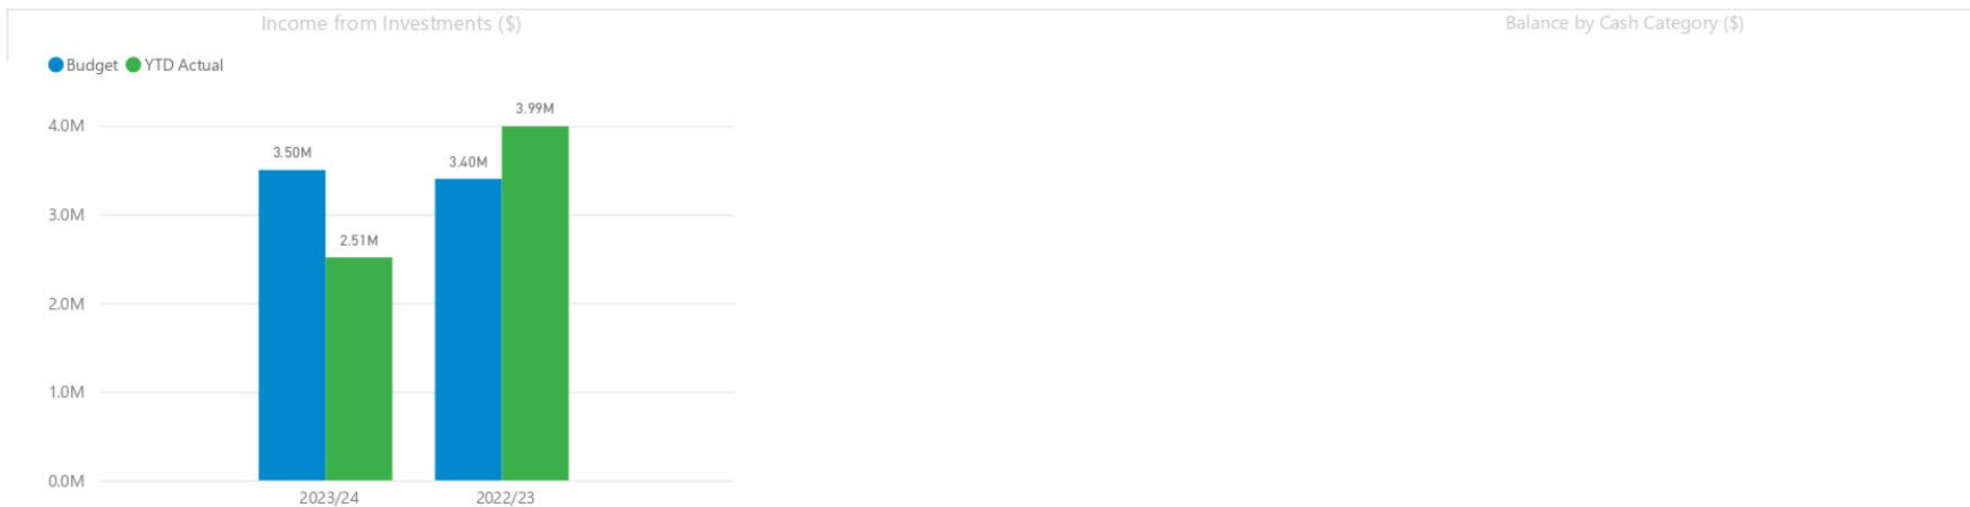 Income from Investments ($)
Balance by Cash Category ($)
Budget YTD Actual
3.99M
4.0M
3.50M
3.40M
3.0M
2.51M
2.0M
1.0M
0.0M
2023/24 2022/23